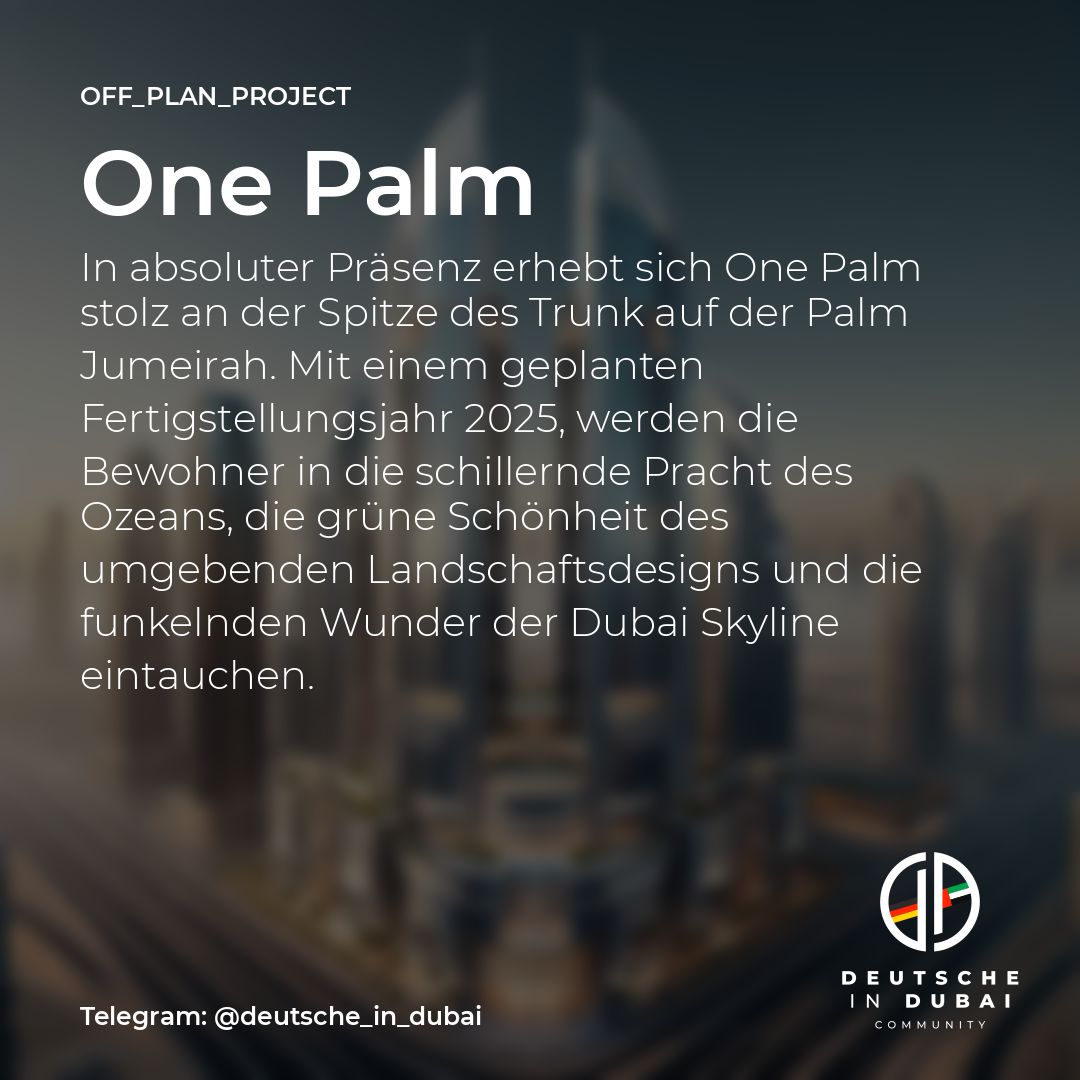 OFF_PLAN_PROJECT
One Palm
In absoluter Präsenz erhebt sich One Palm
stolz an der Spitze des Trunk auf der Palm
Jumeirah. Mit einem geplanten
Fertigstellungsjahr 2025, werden die
Bewohner in die schillernde Pracht des
Ozeans, die grüne Schönheit des
umgebenden Landschaftsdesigns und die
funkelnden Wunder der Dubai Skyline
eintauchen.
DEUTSCHE
IN DUBAI
COMMUNITY
Telegram: @deutsche_in_dubai